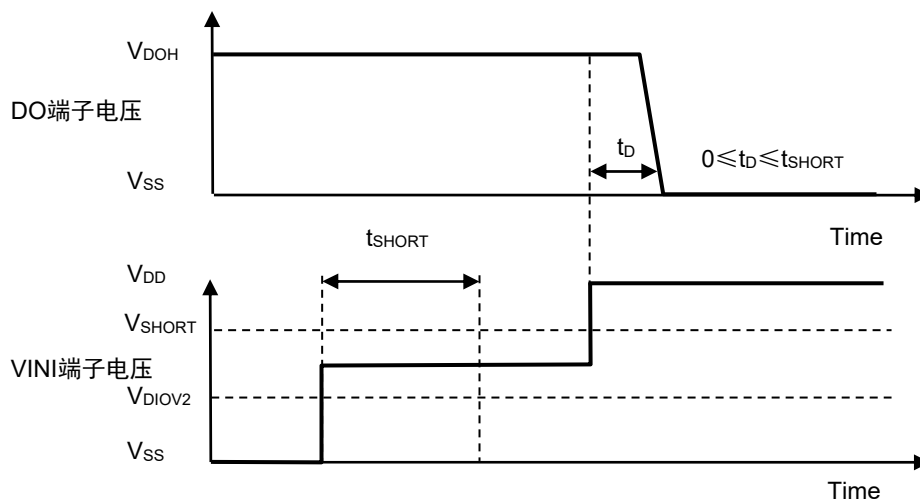 VDOH
DO端子电压
tD
0≤tD≤tSHORT
VSS
Time
tSHORT
VDD
VSHORT
VINI端子电压
VDIOV2
VSS
Time